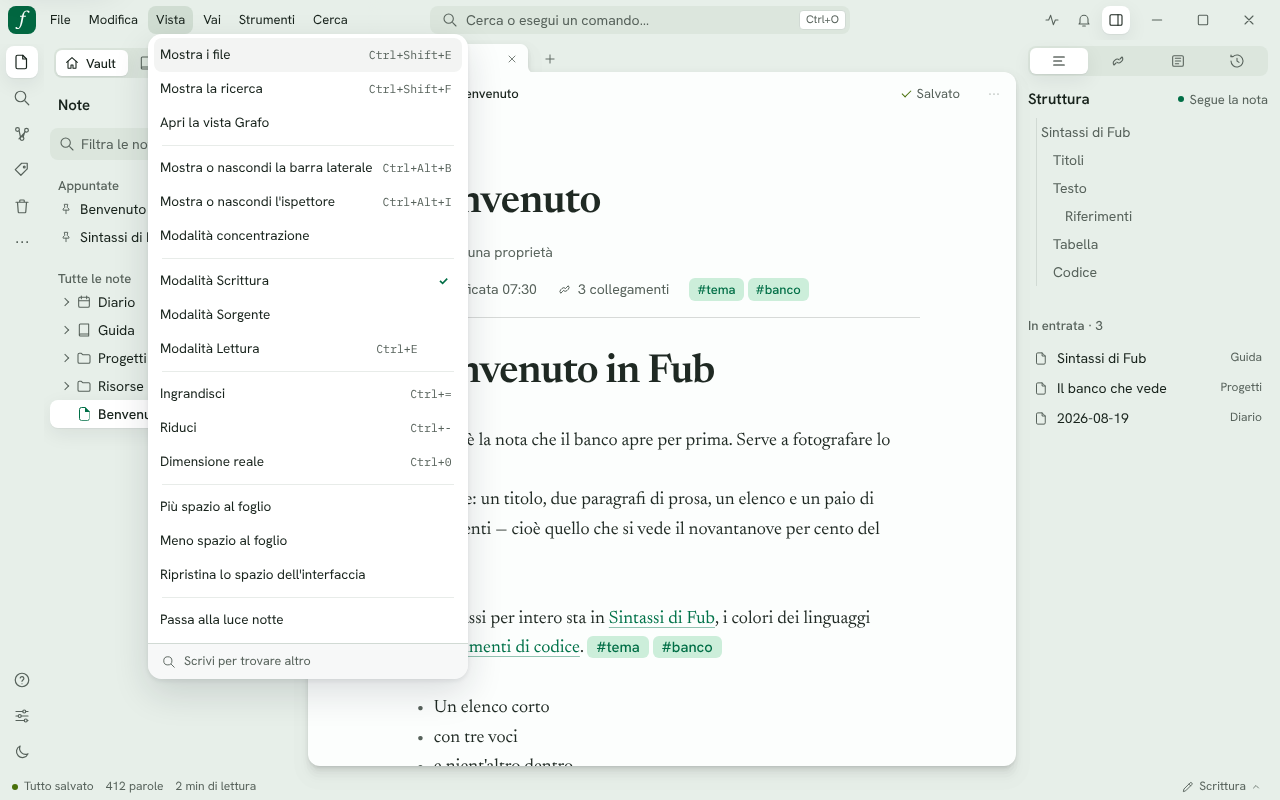 f File Modifica Vista Vai Strumenti Cerca
Cerca o esegui un comando… Ctrl+O
Vault
Note
Filtra le no
Appuntate
Benvenuto
Sintassi di
Tutte le note
Diario
Guida
Progetti
Risorse
Benvenu
Mostra i file Ctrl+Shift+E
Mostra la ricerca Ctrl+Shift+F
Apri la vista Grafo
Mostra o nascondi la barra laterale Ctrl+Alt+B
Mostra o nascondi l'ispettore Ctrl+Alt+I
Modalità concentrazione
Modalità Scrittura
Modalità Sorgente
Modalità Lettura Ctrl+E
Ingrandisci Ctrl+=
Riduci Ctrl+-
Dimensione reale Ctrl+0
Più spazio al foglio
Meno spazio al foglio
Ripristina lo spazio dell'interfaccia
Passa alla luce notte
Scrivi per trovare altro
envenuto
Salvato
nvenuto
una proprietà
ficata 07:30 3 collegamenti #tema #banco
nvenuto in Fub
è la nota che il banco apre per prima. Serve a fotografare lo
e: un titolo, due paragrafi di prosa, un elenco e un paio di
enti — cioè quello che si vede il novantanove per cento del
ssi per intero sta in Sintassi di Fub, i colori dei linguaggi
menti di codice. #tema #banco
• Un elenco corto
• con tre voci
• e nient'altro dentro
Struttura Segue la nota
Sintassi di Fub
Titoli
Testo
Riferimenti
Tabella
Codice
In entrata · 3
Sintassi di Fub Guida
Il banco che vede Progetti
2026-08-19 Diario
Tutto salvato 412 parole 2 min di lettura
Scrittura